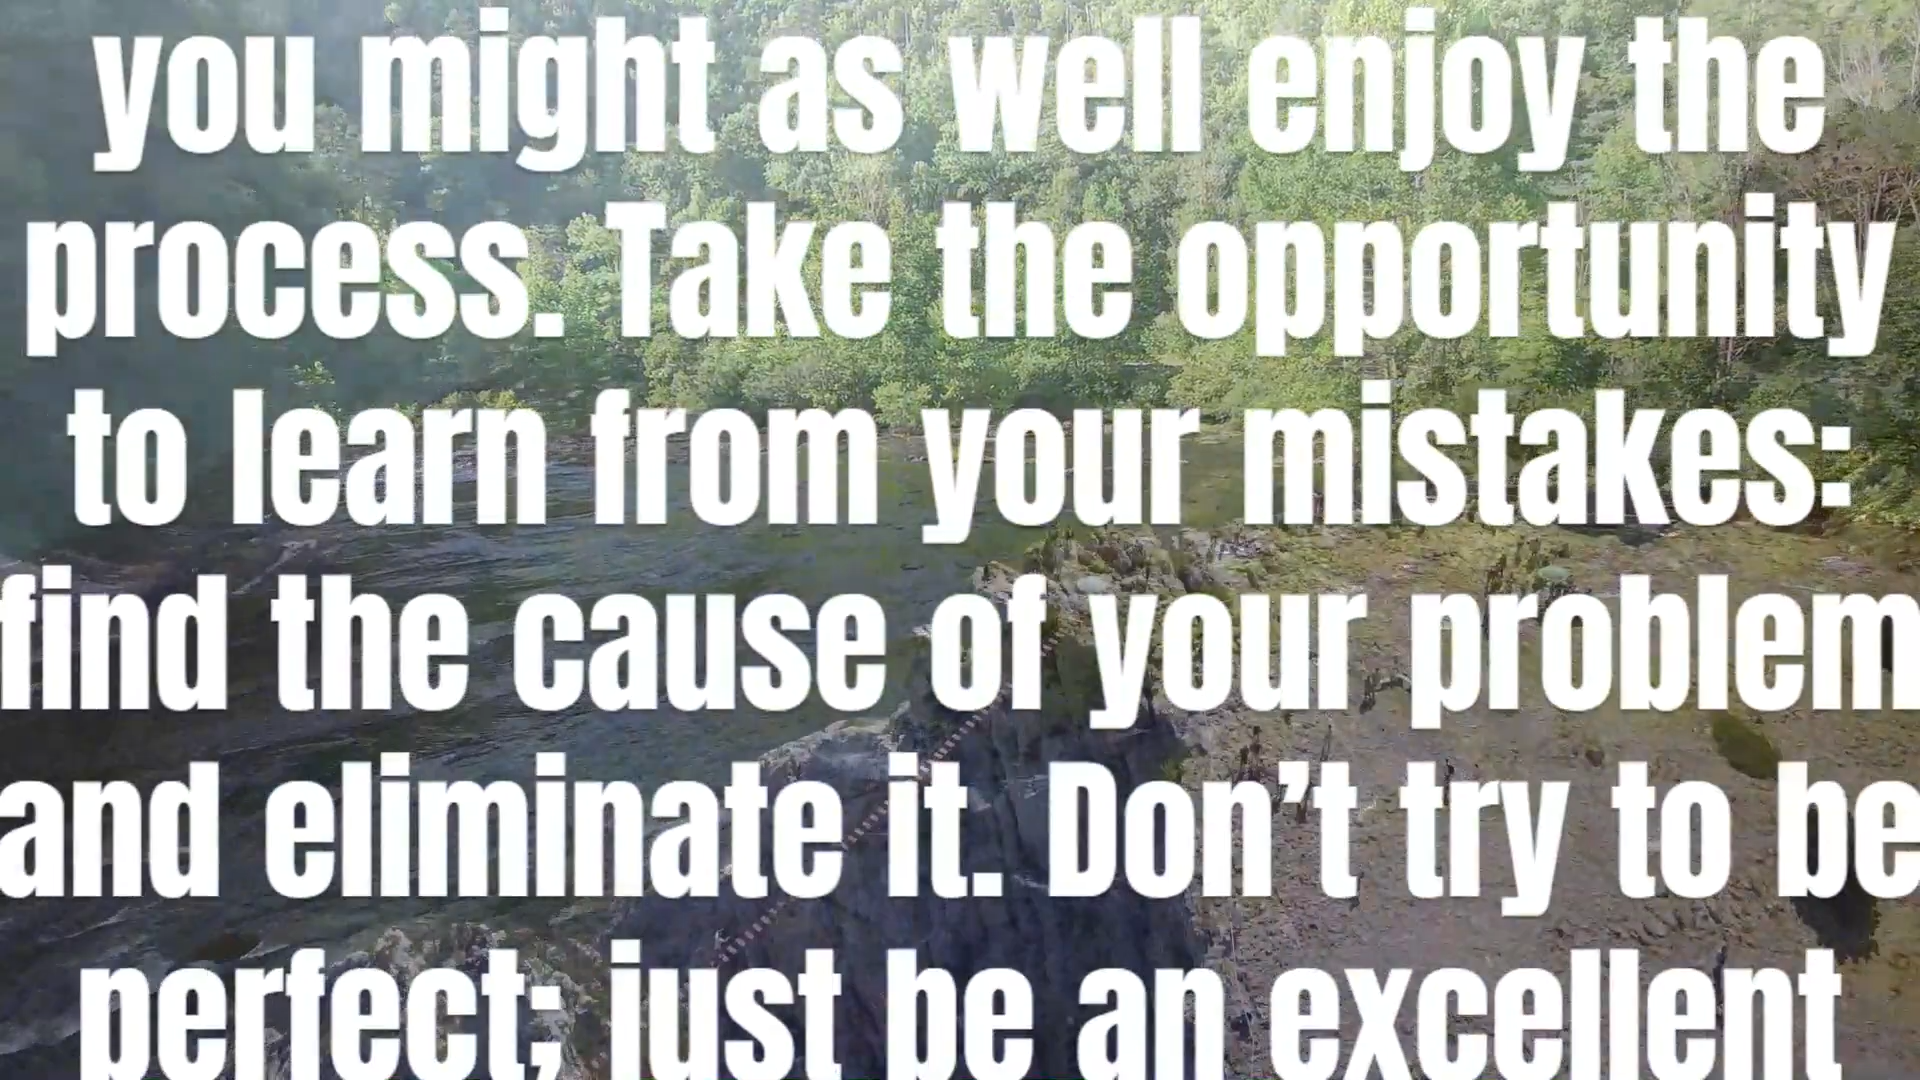 you might as well enjoy the
process. Take the opportunity
to learn from your mistakes:
find the cause of your problem
and eliminate it. Don’t try to be
perfect; just be an excellent